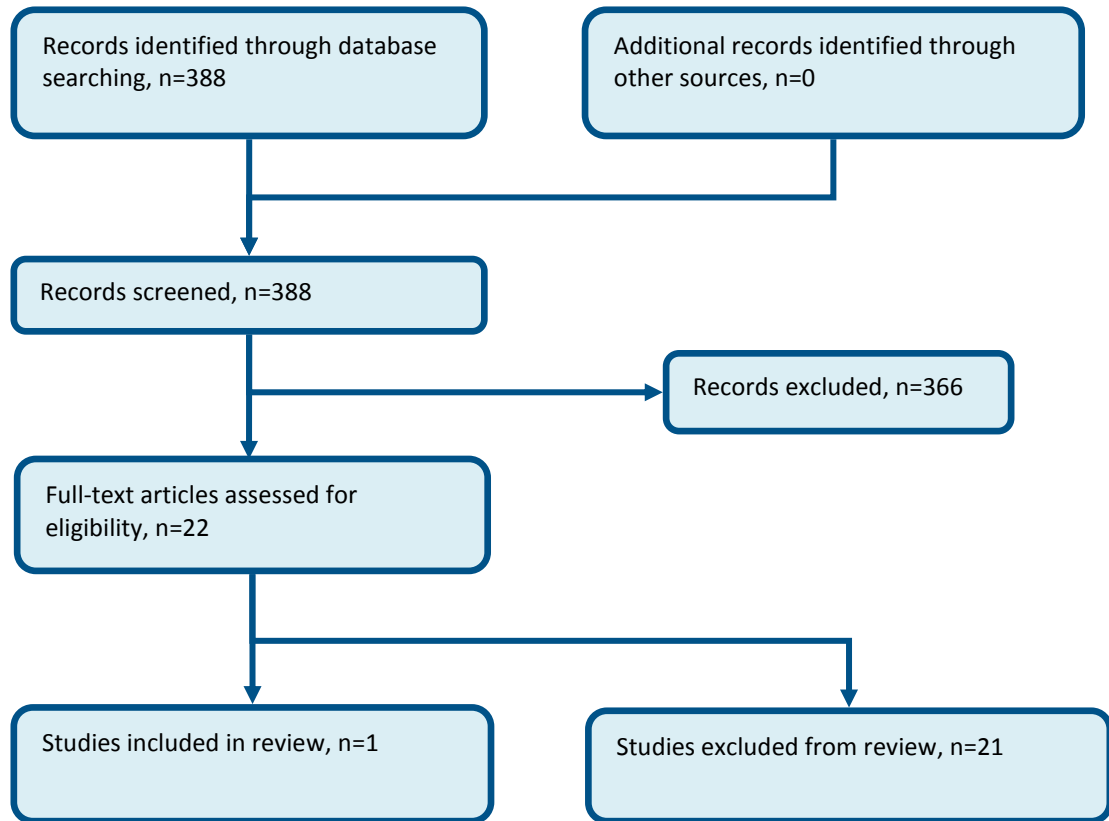 Records identified through database
searching, n=388
Additional records identified through
other sources, n=0
Records screened, n=388
Records excluded, n=366
Full-text articles assessed for
eligibility, n=22
Studies included in review, n=1
Studies excluded from review, n=21